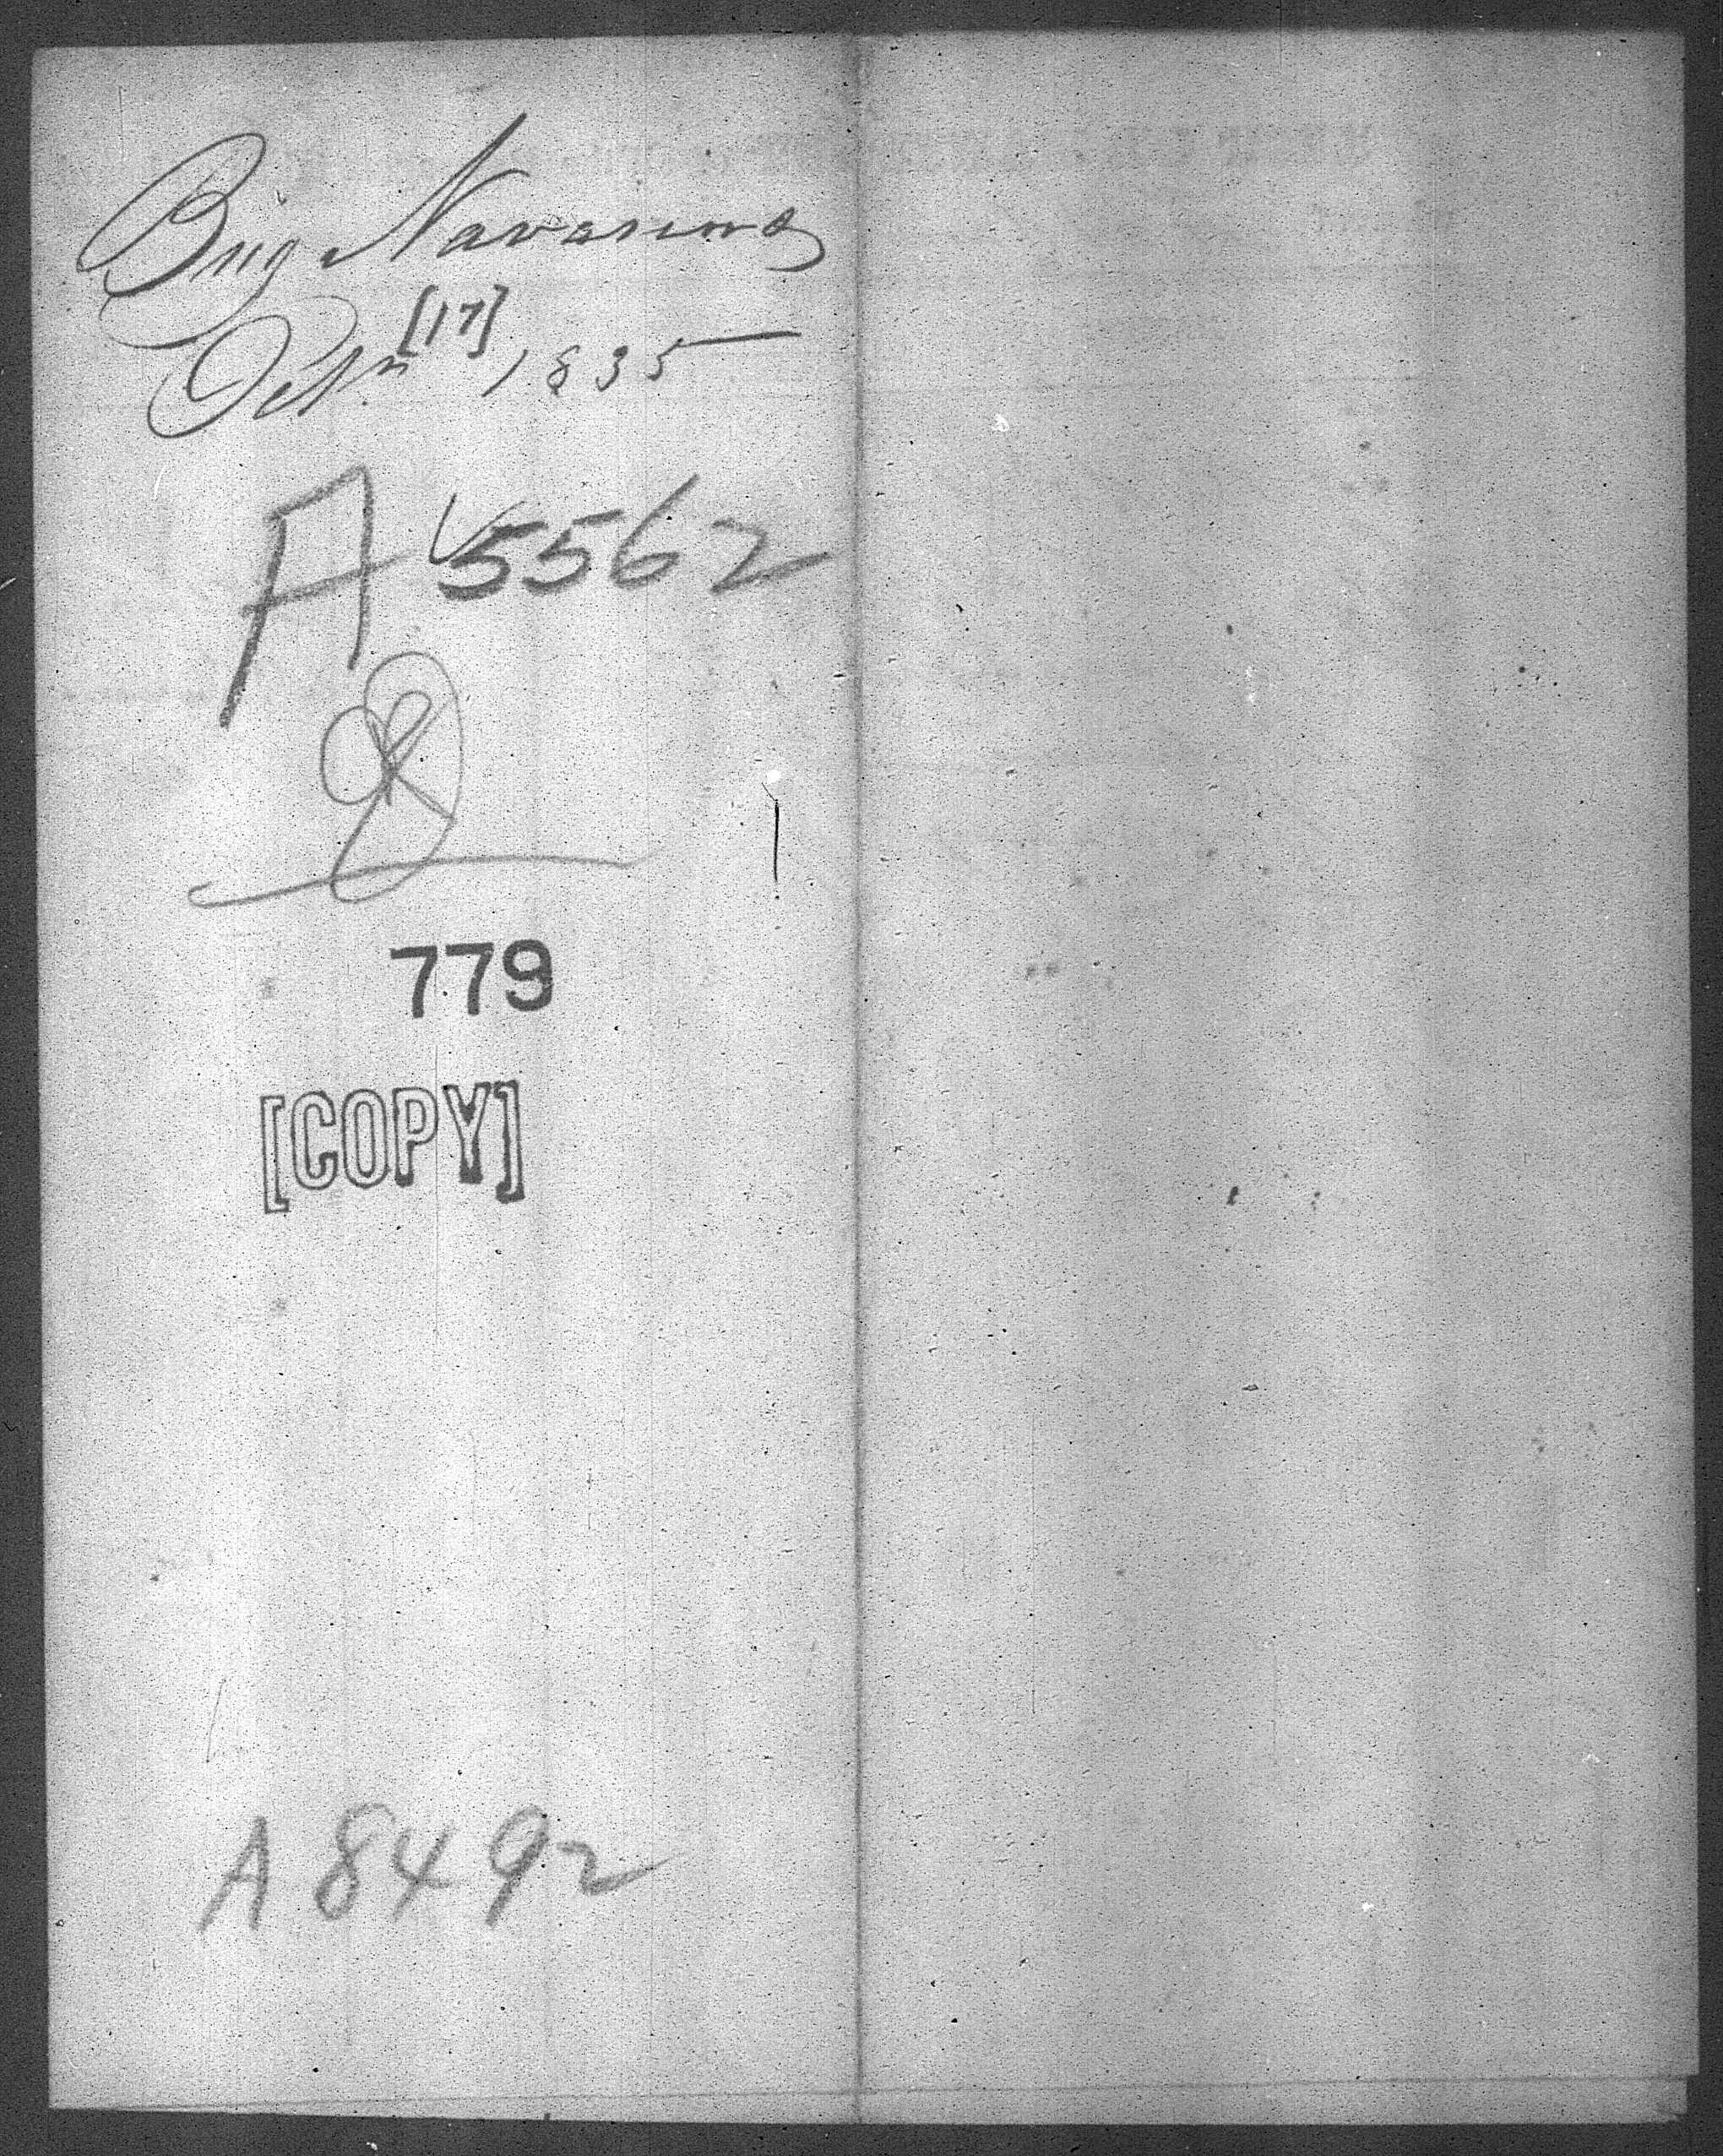 Brig Navarino
Octr. [17] 1835
A 5562
779
[COPY]
A 8492